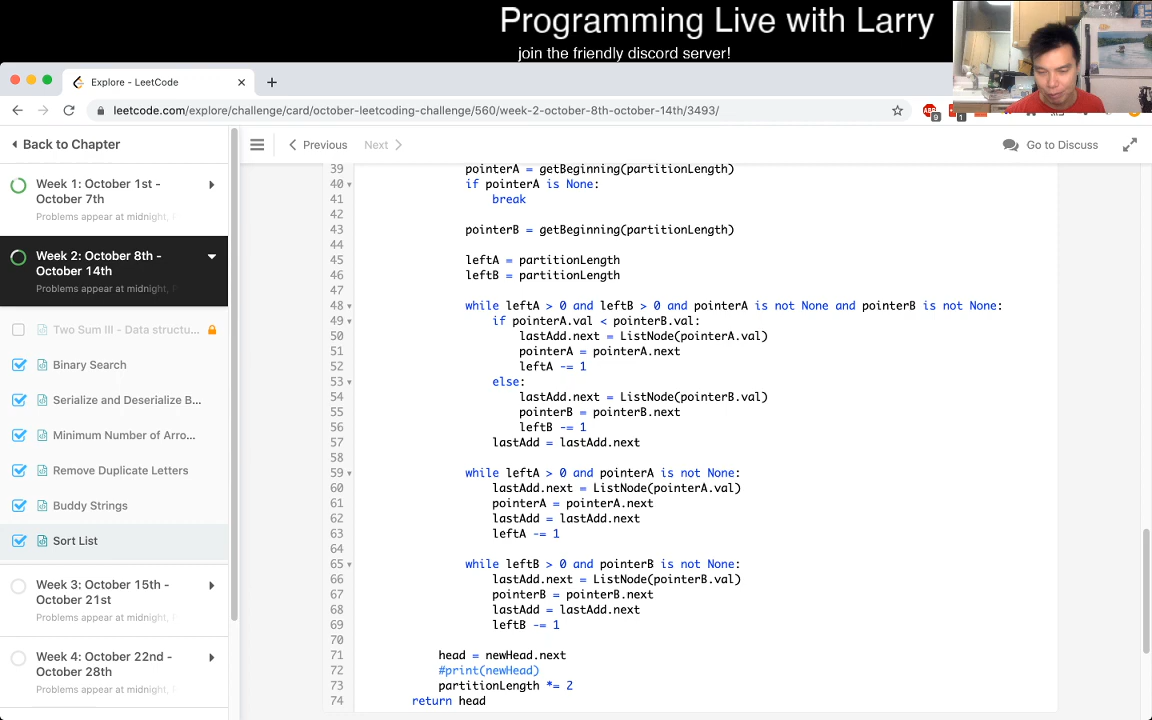 Programming Live with Larry
join the friendly discord server!
Explore - LeetCode
leetcode.com/explore/challenge/card/october-leetcoding-challenge/560/week-2-october-8th-october-14th/3493/
ABP
9
1
Back to Chapter
Previous
Next
Go to Discuss
Week 1: October 1st -
October 7th
Problems appear at midnight,
Week 2: October 8th -
October 14th
Problems appear at midnight,
Two Sum III - Data structu...
Binary Search
Serialize and Deserialize B...
Minimum Number of Arro...
Remove Duplicate Letters
Buddy Strings
Sort List
Week 3: October 15th -
October 21st
Problems appear at midnight,
Week 4: October 22nd -
October 28th
Problems appear at midnight,
39 pointerA = getBeginning(partitionLength)
40 if pointerA is None:
41 break
42
43 pointerB = getBeginning(partitionLength)
44
45 leftA = partitionLength
46 leftB = partitionLength
47
48 while leftA > 0 and leftB > 0 and pointerA is not None and pointerB is not None:
49 if pointerA.val < pointerB.val:
50 lastAdd.next = ListNode(pointerA.val)
51 pointerA = pointerA.next
52 leftA -= 1
53 else:
54 lastAdd.next = ListNode(pointerB.val)
55 pointerB = pointerB.next
56 leftB -= 1
57 lastAdd = lastAdd.next
58
59 while leftA > 0 and pointerA is not None:
60 lastAdd.next = ListNode(pointerA.val)
61 pointerA = pointerA.next
62 lastAdd = lastAdd.next
63 leftA -= 1
64
65 while leftB > 0 and pointerB is not None:
66 lastAdd.next = ListNode(pointerB.val)
67 pointerB = pointerB.next
68 lastAdd = lastAdd.next
69 leftB -= 1
70
71 head = newHead.next
72 #print(newHead)
73 partitionLength *= 2
74 return head